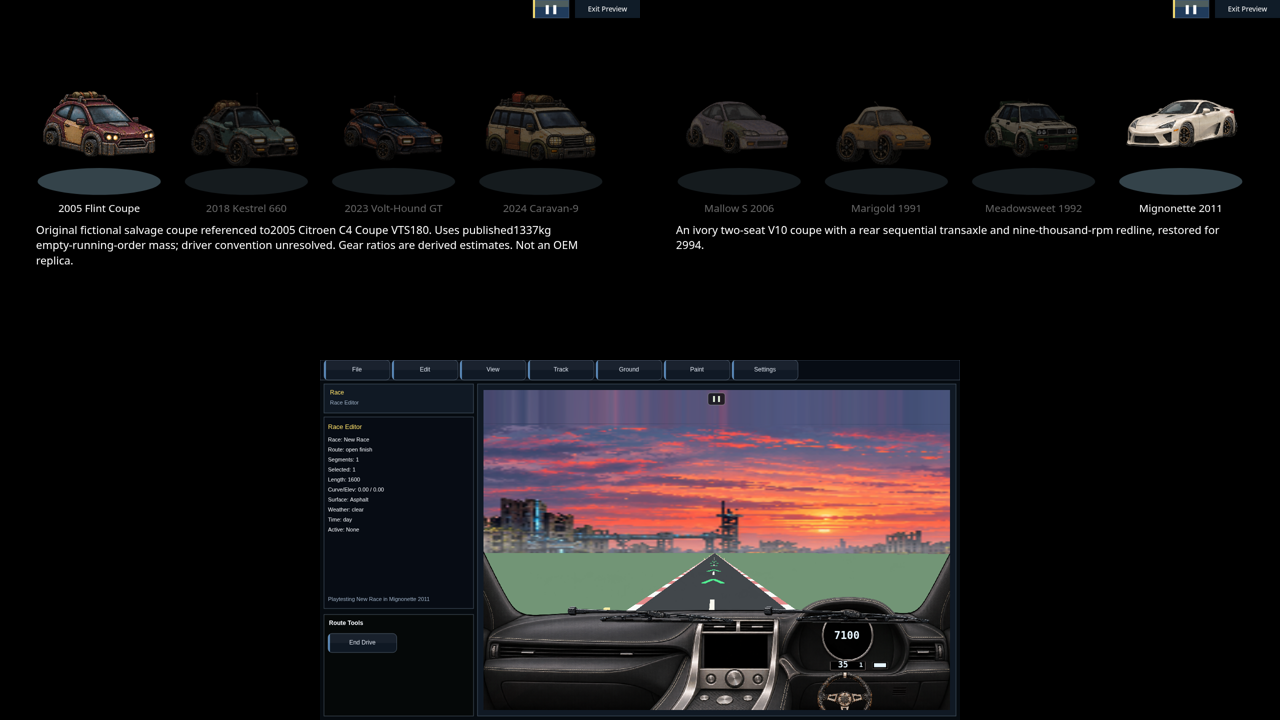 Exit Preview
Exit Preview
2005 Flint Coupe
2018 Kestrel 660
2023 Volt-Hound GT
2024 Caravan-9
Original fictional salvage coupe referenced to2005 Citroen C4 Coupe VTS180. Uses published1337kg
empty-running-order mass; driver convention unresolved. Gear ratios are derived estimates. Not an OEM
replica.
Mallow S 2006
Marigold 1991
Meadowsweet 1992
Mignonette 2011
An ivory two-seat V10 coupe with a rear sequential transaxle and nine-thousand-rpm redline, restored for
2994.
File
Edit
View
Track
Ground
Paint
Settings
Race
Race Editor
Race Editor
Race: New Race
Route: open finish
Segments: 1
Selected: 1
Length: 1600
Curve/Elev: 0.00 / 0.00
Surface: Asphalt
Weather: clear
Time: day
Active: None
Playtesting New Race in Mignonette 2011
Route Tools
End Drive
7100
35 1